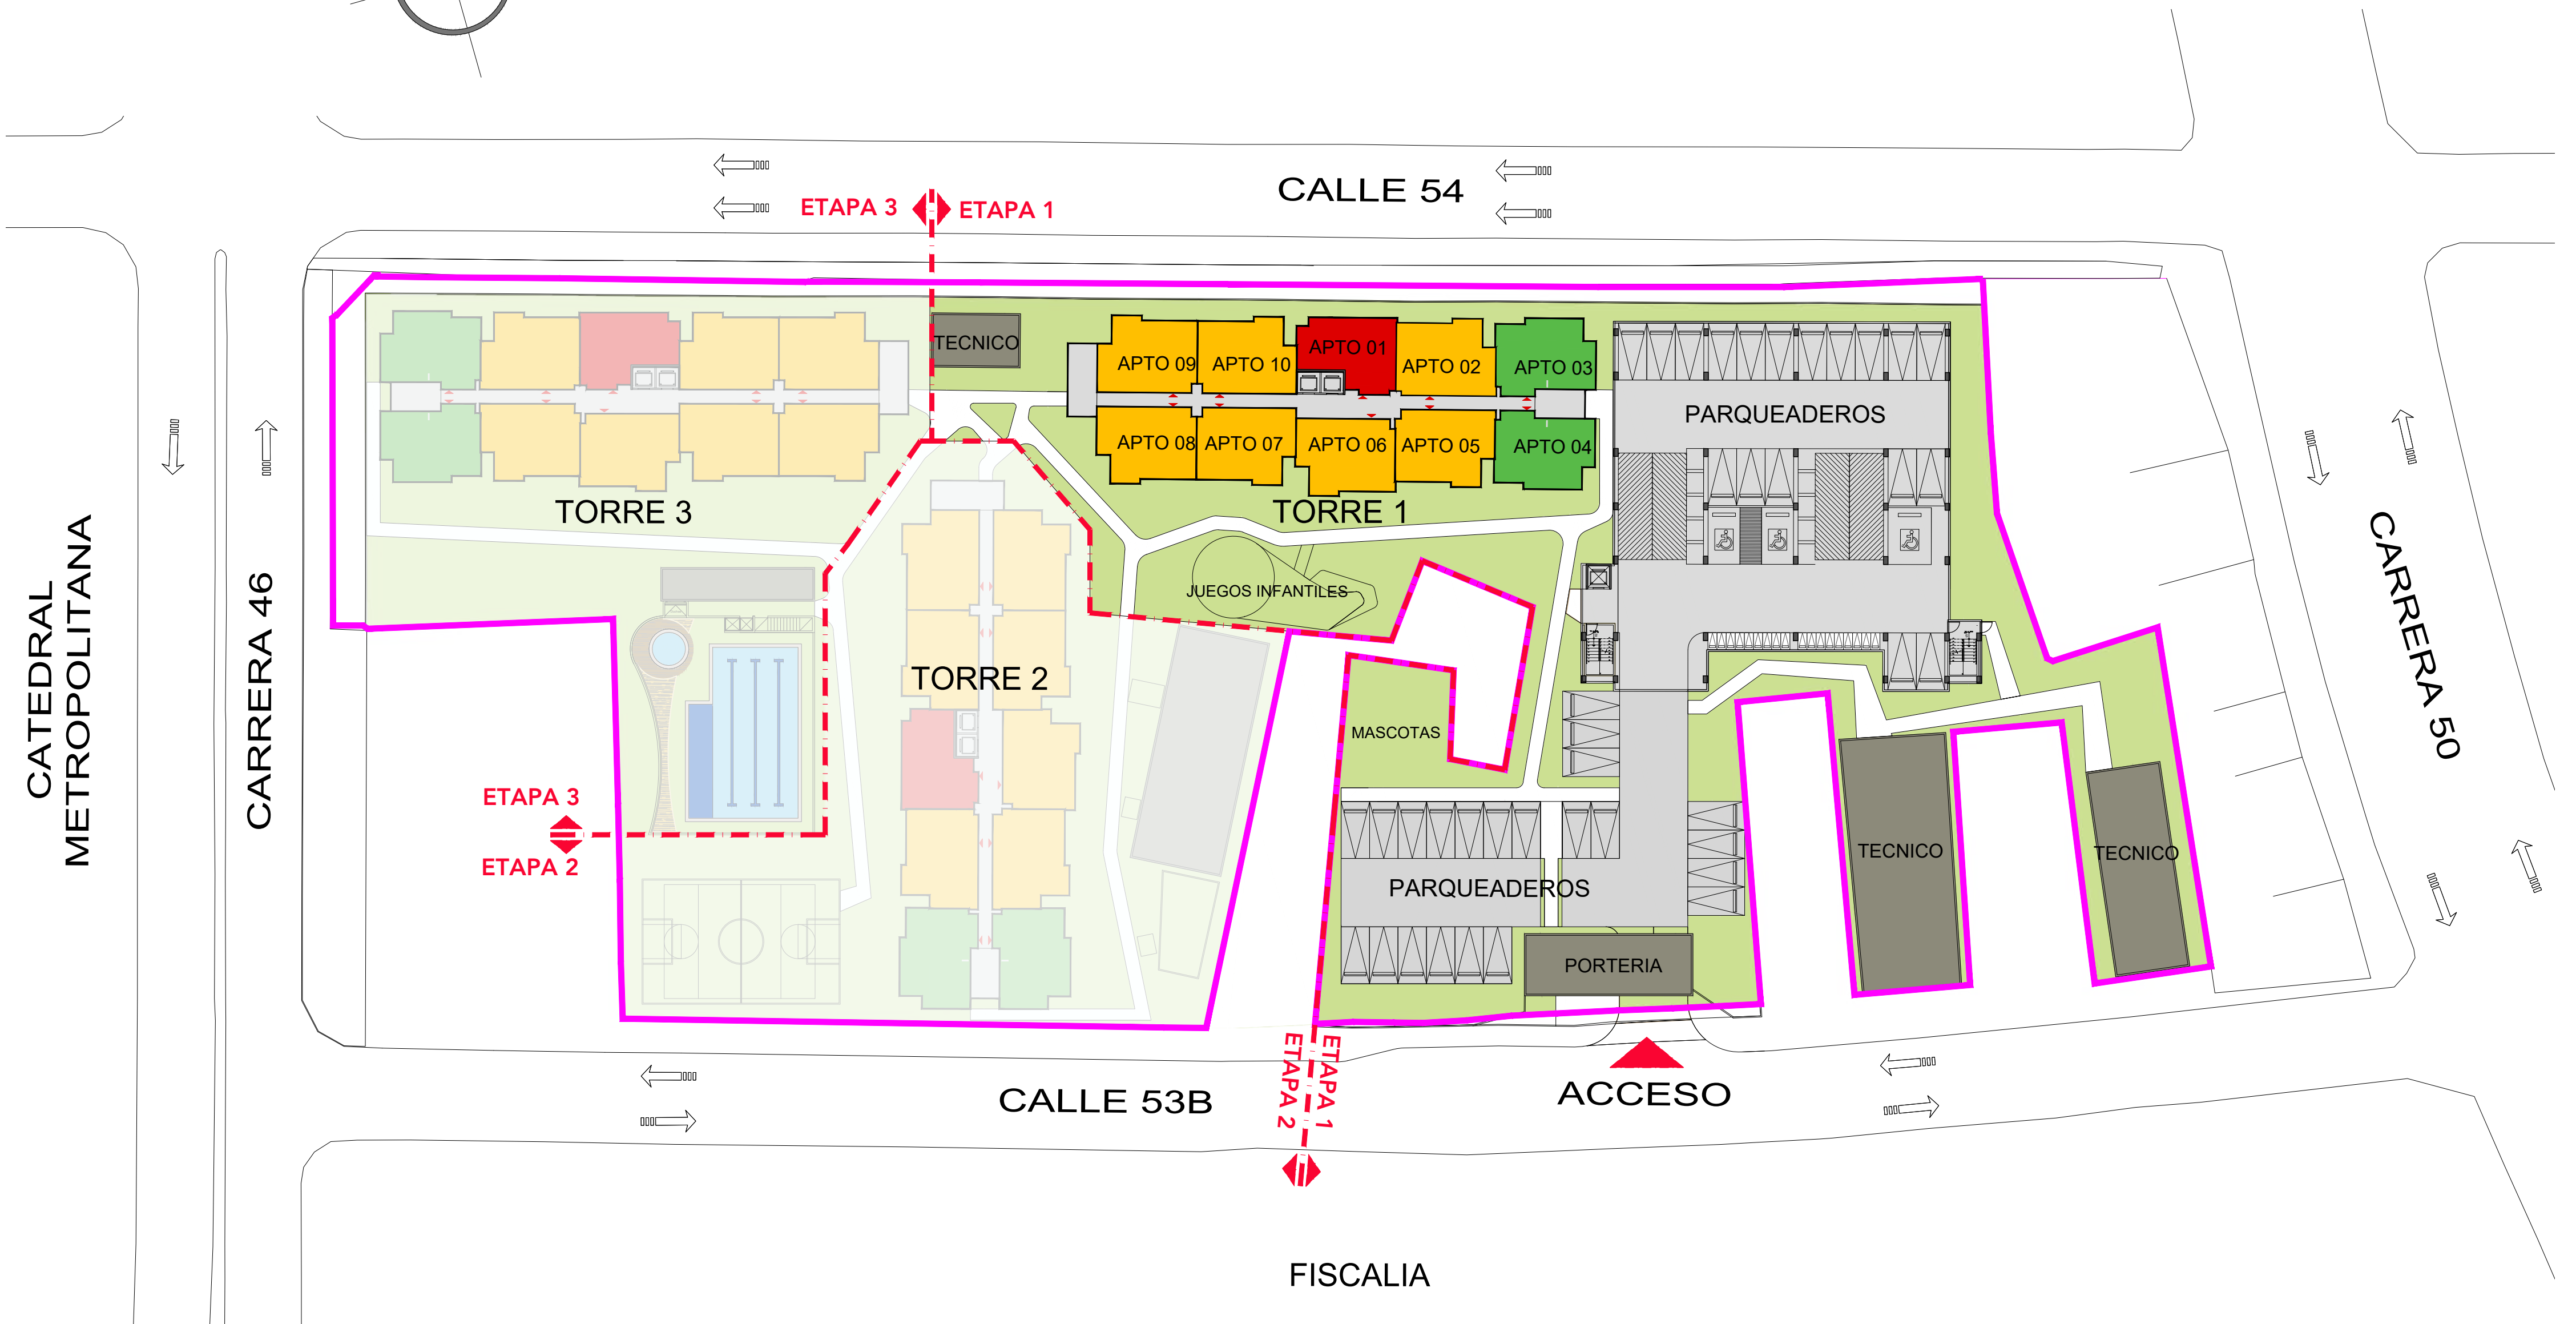 CALLE 54
ETAPA 3
ETAPA 1
TECNICO
APTO 09
APTO 10
APTO 01
APTO 02
APTO 03
APTO 08
APTO 07
APTO 06
APTO 05
APTO 04
PARQUEADEROS
TORRE 3
TORRE 1
CATEDRAL
METROPOLITANA
CARRERA 46
JUEGOS INFANTILES
CARRERA 50
TORRE 2
MASCOTAS
ETAPA 3
ETAPA 2
PARQUEADEROS
TECNICO
TECNICO
PORTERIA
ETAPA 1
ETAPA 2
CALLE 53B
ACCESO
FISCALIA